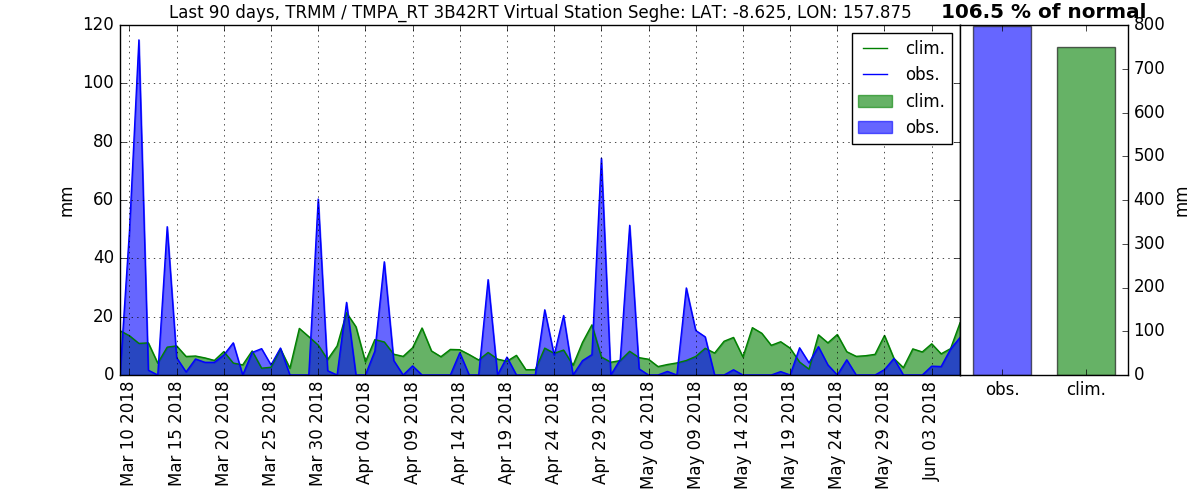 Last 90 days, TRMM / TMPA_RT 3B42RT Virtual Station Seghe: LAT: -8.625, LON: 157.875
106.5 % of normal
120
100
80
60
40
20
0
mm
clim.
obs.
clim.
obs.
800
700
600
500
400
300
200
100
0
mm
obs.
clim.
Mar 10 2018
Mar 15 2018
Mar 20 2018
Mar 25 2018
Mar 30 2018
Apr 04 2018
Apr 09 2018
Apr 14 2018
Apr 19 2018
Apr 24 2018
Apr 29 2018
May 04 2018
May 09 2018
May 14 2018
May 19 2018
May 24 2018
May 29 2018
Jun 03 2018